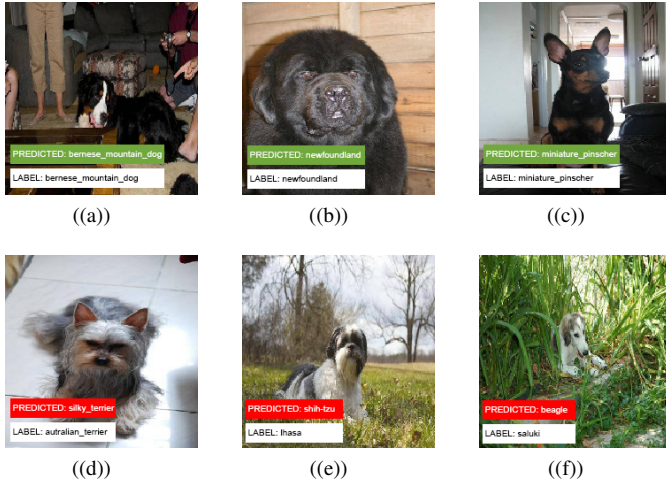 PREDICTED: bernese_mountain_dog
LABEL: bernese_mountain_dog
((a))
PREDICTED: newfoundland
LABEL: newfoundland
((b))
PREDICTED: miniature_pinscher
LABEL: miniature_pinscher
((c))
PREDICTED: silky_terrier
LABEL: autralian_terrier
((d))
PREDICTED: shih-tzu
LABEL: lhasa
((e))
PREDICTED: beagle
LABEL: saluki
((f))